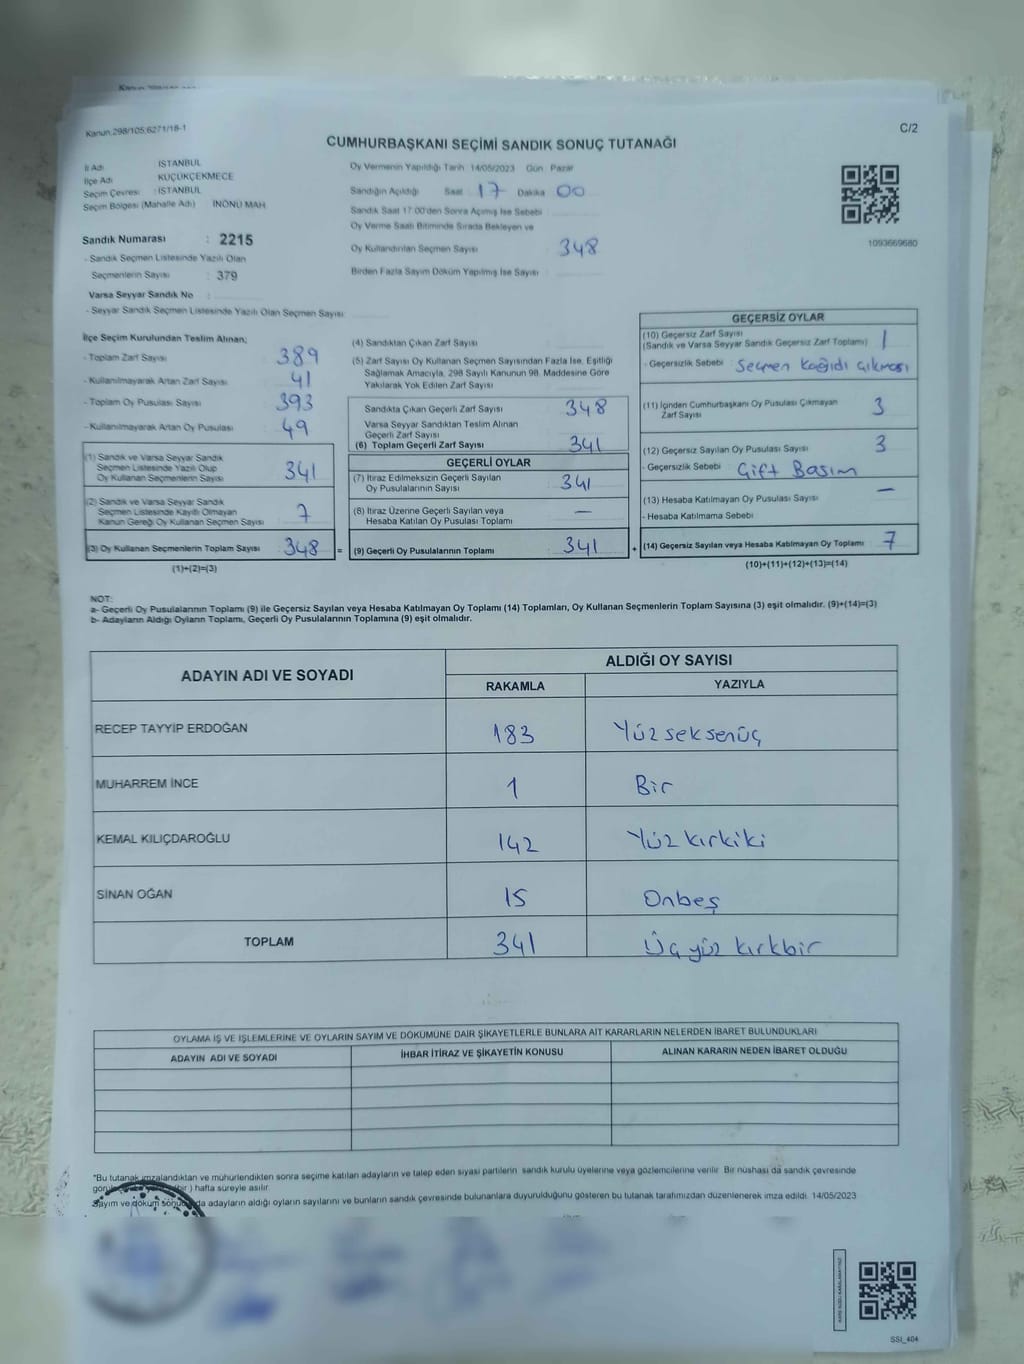 Kanun.298/105,6271/18-1
C/2
CUMHURBAŞKANI SEÇİMİ SANDIK SONUÇ TUTANAĞI
İl Adı : İSTANBUL
İlçe Adı : KÜÇÜKÇEKMECE
Seçim Çevresi : İSTANBUL
Seçim Bölgesi (Mahalle Adı) İNÖNÜ MAH
Sandık Numarası : 2215
- Sandık Seçmen Listesinde Yazılı Olan
Seçmenlerin Sayısı : 379
Varsa Seyyar Sandık No :
- Seyyar Sandık Seçmen Listesinde Yazılı Olan Seçmen Sayısı:
Oy Vermenin Yapıldığı Tarih 14/05/2023 Gün Pazar
Sandığın Açıldığı Saat 17 Dakika 00
Sandık Saat 17:00'den Sonra Açılmış İse Sebebi
Oy Verme Saati Bitiminde Sırada Bekleyen ve
Oy Kullandırılan Seçmen Sayısı 348
Birden Fazla Sayım Döküm Yapılmış İse Sayısı
1093669680
İlçe Seçim Kurulundan Teslim Alınan;
- Toplam Zarf Sayısı 389
- Kullanılmayarak Artan Zarf Sayısı 41
- Toplam Oy Pusulası Sayısı 393
- Kullanılmayarak Artan Oy Pusulası 49
(1) Sandık ve Varsa Seyyar Sandık
Seçmen Listesinde Yazılı Olup
Oy Kullanan Seçmenlerin Sayısı 341
(2) Sandık ve Varsa Seyyar Sandık
Seçmen Listesinde Kayıtlı Olmayan
Kanun Gereği Oy Kullanan Seçmen Sayısı 7
(3) Oy Kullanan Seçmenlerin Toplam Sayısı 348 =
(1)+(2)=(3)
(4) Sandıktan Çıkan Zarf Sayısı
(5) Zarf Sayısı Oy Kullanan Seçmen Sayısından Fazla İse, Eşitliği
Sağlamak Amacıyla, 298 Sayılı Kanunun 98. Maddesine Göre
Yakılarak Yok Edilen Zarf Sayısı
Sandıkta Çıkan Geçerli Zarf Sayısı 348
Varsa Seyyar Sandıktan Teslim Alınan
Geçerli Zarf Sayısı
(6) Toplam Geçerli Zarf Sayısı 341
GEÇERLİ OYLAR
(7) İtiraz Edilmeksizin Geçerli Sayılan
Oy Pusulalarının Sayısı 341
(8) İtiraz Üzerine Geçerli Sayılan veya
Hesaba Katılan Oy Pusulası Toplamı —
(9) Geçerli Oy Pusulalarının Toplamı 341 +
GEÇERSİZ OYLAR
(10) Geçersiz Zarf Sayısı
(Sandık ve Varsa Seyyar Sandık Geçersiz Zarf Toplamı) 1
- Geçersizlik Sebebi Seçmen kağıdı çıkması
(11) İçinden Cumhurbaşkanı Oy Pusulası Çıkmayan
Zarf Sayısı 3
(12) Geçersiz Sayılan Oy Pusulası Sayısı 3
- Geçersizlik Sebebi Çift Basım
(13) Hesaba Katılmayan Oy Pusulası Sayısı —
- Hesaba Katılmama Sebebi
(14) Geçersiz Sayılan veya Hesaba Katılmayan Oy Toplamı 7
(10)+(11)+(12)+(13)=(14)
NOT:
a- Geçerli Oy Pusulalarının Toplamı (9) ile Geçersiz Sayılan veya Hesaba Katılmayan Oy Toplamı (14) Toplamları, Oy Kullanan Seçmenlerin Toplam Sayısına (3) eşit olmalıdır. (9)+(14)=(3)
b- Adayların Aldığı Oyların Toplamı, Geçerli Oy Pusulalarının Toplamına (9) eşit olmalıdır.
ADAYIN ADI VE SOYADI
ALDIĞI OY SAYISI
RAKAMLA YAZIYLA
RECEP TAYYİP ERDOĞAN 183 Yüz seksenüç
MUHARREM İNCE 1 Bir
KEMAL KILIÇDAROĞLU 142 Yüz kırkiki
SİNAN OĞAN 15 Onbeş
TOPLAM 341 Üç yüz kırkbir
OYLAMA İŞ VE İŞLEMLERİNE VE OYLARIN SAYIM VE DÖKÜMÜNE DAİR ŞİKAYETLERLE BUNLARA AİT KARARLARIN NELERDEN İBARET BULUNDUKLARI
ADAYIN ADI VE SOYADI İHBAR İTİRAZ VE ŞİKAYETİN KONUSU ALINAN KARARIN NEDEN İBARET OLDUĞU
*Bu tutanak imzalandıktan ve mühürlendikten sonra seçime katılan adayların ve talep eden siyasi partilerin sandık kurulu üyelerine veya gözlemcilerine verilir. Bir nüshası da sandık çevresinde
(bir) hafta süreyle asılır.
Sayım ve döküm adayların aldığı oyların sayılarını ve bunların sandık çevresinde bulunanlara duyurulduğunu gösteren bu tutanak tarafımızdan düzenlenerek imza edildi. 14/05/2023
SSI_404